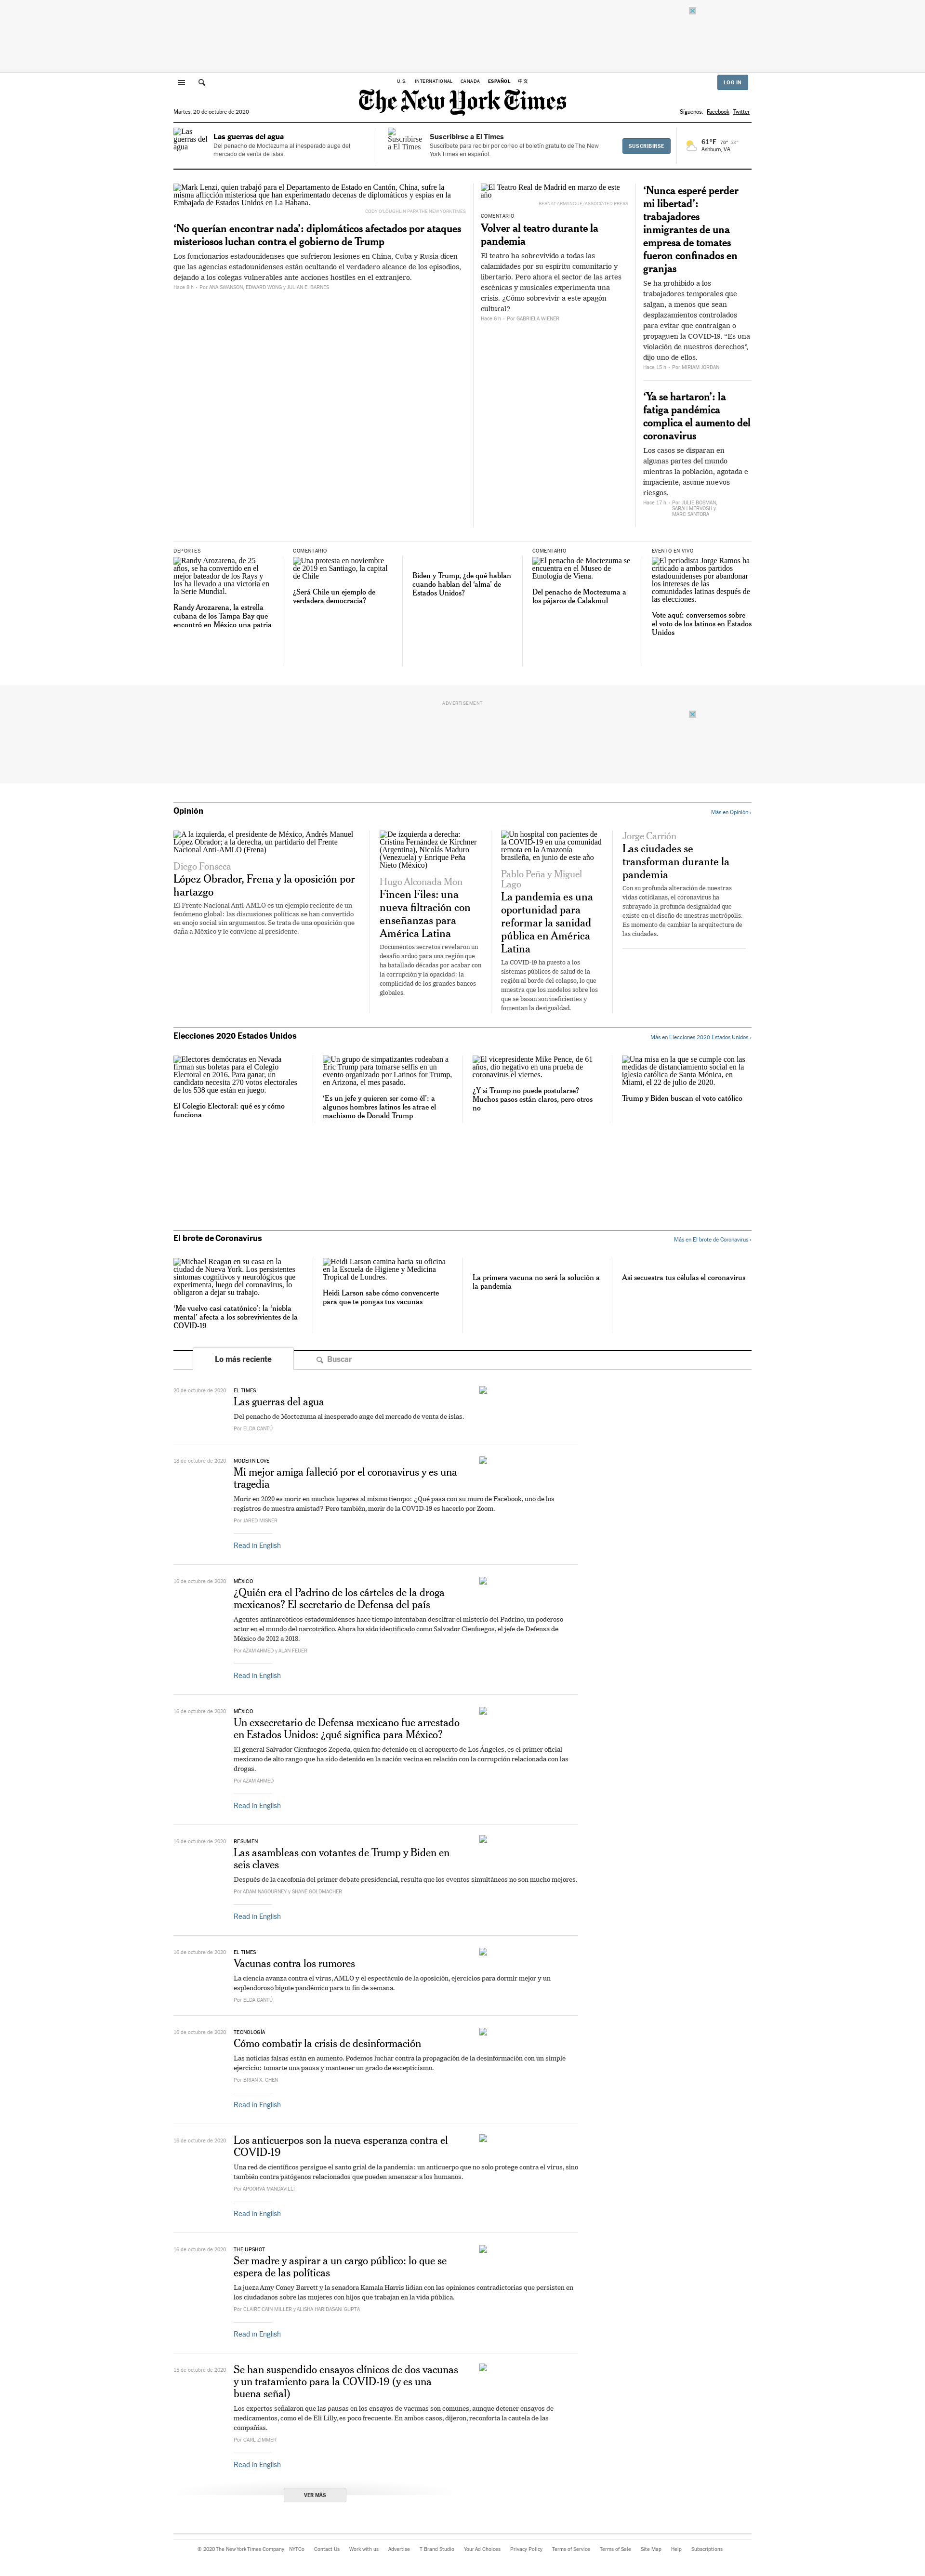 U.S. INTERNATIONAL CANADA ESPAÑOL 中文
LOG IN
The New York Times
Martes, 20 de octubre de 2020
Síguenos: Facebook Twitter
Las guerras del agua
Las guerras del agua
Del penacho de Moctezuma al inesperado auge del
mercado de venta de islas.
Suscribirse a El Times
Suscribirse a El Times
Suscríbete para recibir por correo el boletín gratuito de The New
York Times en español.
SUSCRIBIRSE
61°F 76° 59°
Ashburn, VA
Mark Lenzi, quien trabajó para el Departamento de Estado en Cantón, China, sufre la
misma aflicción misteriosa que han experimentado decenas de diplomáticos y espías en la
Embajada de Estados Unidos en La Habana.
CODY O'LOUGHLIN PARA THE NEW YORK TIMES
‘No querían encontrar nada’: diplomáticos afectados por ataques
misteriosos luchan contra el gobierno de Trump
Los funcionarios estadounidenses que sufrieron lesiones en China, Cuba y Rusia dicen
que las agencias estadounidenses están ocultando el verdadero alcance de los episodios,
dejando a los colegas vulnerables ante acciones hostiles en el extranjero.
Hace 8 h – Por ANA SWANSON, EDWARD WONG y JULIAN E. BARNES
El Teatro Real de Madrid en marzo de este
año
BERNAT ARMANGUE/ASSOCIATED PRESS
COMENTARIO
Volver al teatro durante la
pandemia
El teatro ha sobrevivido a todas las
calamidades por su espíritu comunitario y
libertario. Pero ahora el sector de las artes
escénicas y musicales experimenta una
crisis. ¿Cómo sobrevivir a este apagón
cultural?
Hace 6 h – Por GABRIELA WIENER
‘Nunca esperé perder
mi libertad’:
trabajadores
inmigrantes de una
empresa de tomates
fueron confinados en
granjas
Se ha prohibido a los
trabajadores temporales que
salgan, a menos que sean
desplazamientos controlados
para evitar que contraigan o
propaguen la COVID-19. “Es una
violación de nuestros derechos”,
dijo uno de ellos.
Hace 15 h – Por MIRIAM JORDAN
‘Ya se hartaron’: la
fatiga pandémica
complica el aumento del
coronavirus
Los casos se disparan en
algunas partes del mundo
mientras la población, agotada e
impaciente, asume nuevos
riesgos.
Hace 17 h – Por JULIE BOSMAN,
SARAH MERVOSH y
MARC SANTORA
DEPORTES
Randy Arozarena, de 25
años, se ha convertido en el
mejor bateador de los Rays y
los ha llevado a una victoria en
la Serie Mundial.
Randy Arozarena, la estrella
cubana de los Tampa Bay que
encontró en México una patria
COMENTARIO
Una protesta en noviembre
de 2019 en Santiago, la capital
de Chile
¿Será Chile un ejemplo de
verdadera democracia?
Biden y Trump, ¿de qué hablan
cuando hablan del ‘alma’ de
Estados Unidos?
COMENTARIO
El penacho de Moctezuma se
encuentra en el Museo de
Etnología de Viena.
Del penacho de Moctezuma a
los pájaros de Calakmul
EVENTO EN VIVO
El periodista Jorge Ramos ha
criticado a ambos partidos
estadounidenses por abandonar
los intereses de las
comunidades latinas después de
las elecciones.
Vote aquí: conversemos sobre
el voto de los latinos en Estados
Unidos
ADVERTISEMENT
Opinión
Más en Opinión ›
A la izquierda, el presidente de México, Andrés Manuel
López Obrador; a la derecha, un partidario del Frente
Nacional Anti-AMLO (Frena)
Diego Fonseca
López Obrador, Frena y la oposición por
hartazgo
El Frente Nacional Anti-AMLO es un ejemplo reciente de un
fenómeno global: las discusiones políticas se han convertido
en enojo social sin argumentos. Se trata de una oposición que
daña a México y le conviene al presidente.
De izquierda a derecha:
Cristina Fernández de Kirchner
(Argentina), Nicolás Maduro
(Venezuela) y Enrique Peña
Nieto (México)
Hugo Alconada Mon
Fincen Files: una
nueva filtración con
enseñanzas para
América Latina
Documentos secretos revelaron un
desafío arduo para una región que
ha batallado décadas por acabar con
la corrupción y la opacidad: la
complicidad de los grandes bancos
globales.
Un hospital con pacientes de
la COVID-19 en una comunidad
remota en la Amazonía
brasileña, en junio de este año
Pablo Peña y Miguel
Lago
La pandemia es una
oportunidad para
reformar la sanidad
pública en América
Latina
La COVID-19 ha puesto a los
sistemas públicos de salud de la
región al borde del colapso, lo que
muestra que los modelos sobre los
que se basan son ineficientes y
fomentan la desigualdad.
Jorge Carrión
Las ciudades se
transforman durante la
pandemia
Con su profunda alteración de nuestras
vidas cotidianas, el coronavirus ha
subrayado la profunda desigualdad que
existe en el diseño de nuestras metrópolis.
Es momento de cambiar la arquitectura de
las ciudades.
Elecciones 2020 Estados Unidos
Más en Elecciones 2020 Estados Unidos ›
Electores demócratas en Nevada
firman sus boletas para el Colegio
Electoral en 2016. Para ganar, un
candidato necesita 270 votos electorales
de los 538 que están en juego.
El Colegio Electoral: qué es y cómo
funciona
Un grupo de simpatizantes rodeaban a
Eric Trump para tomarse selfis en un
evento organizado por Latinos for Trump,
en Arizona, el mes pasado.
‘Es un jefe y quieren ser como él’: a
algunos hombres latinos les atrae el
machismo de Donald Trump
El vicepresidente Mike Pence, de 61
años, dio negativo en una prueba de
coronavirus el viernes.
¿Y si Trump no puede postularse?
Muchos pasos están claros, pero otros
no
Una misa en la que se cumple con las
medidas de distanciamiento social en la
iglesia católica de Santa Mónica, en
Miami, el 22 de julio de 2020.
Trump y Biden buscan el voto católico
El brote de Coronavirus
Más en El brote de Coronavirus ›
Michael Reagan en su casa en la
ciudad de Nueva York. Los persistentes
síntomas cognitivos y neurológicos que
experimenta, luego del coronavirus, lo
obligaron a dejar su trabajo.
‘Me vuelvo casi catatónico’: la ‘niebla
mental’ afecta a los sobrevivientes de la
COVID-19
Heidi Larson camina hacia su oficina
en la Escuela de Higiene y Medicina
Tropical de Londres.
Heidi Larson sabe cómo convencerte
para que te pongas tus vacunas
La primera vacuna no será la solución a
la pandemia
Así secuestra tus células el coronavirus
Lo más reciente
Buscar
20 de octubre de 2020
EL TIMES
Las guerras del agua
Del penacho de Moctezuma al inesperado auge del mercado de venta de islas.
Por ELDA CANTÚ
18 de octubre de 2020
MODERN LOVE
Mi mejor amiga falleció por el coronavirus y es una
tragedia
Morir en 2020 es morir en muchos lugares al mismo tiempo: ¿Qué pasa con su muro de Facebook, uno de los
registros de nuestra amistad? Pero también, morir de la COVID-19 es hacerlo por Zoom.
Por JARED MISNER
Read in English
16 de octubre de 2020
MÉXICO
¿Quién era el Padrino de los cárteles de la droga
mexicanos? El secretario de Defensa del país
Agentes antinarcóticos estadounidenses hace tiempo intentaban descifrar el misterio del Padrino, un poderoso
actor en el mundo del narcotráfico. Ahora ha sido identificado como Salvador Cienfuegos, el jefe de Defensa de
México de 2012 a 2018.
Por AZAM AHMED y ALAN FEUER
Read in English
16 de octubre de 2020
MÉXICO
Un exsecretario de Defensa mexicano fue arrestado
en Estados Unidos: ¿qué significa para México?
El general Salvador Cienfuegos Zepeda, quien fue detenido en el aeropuerto de Los Ángeles, es el primer oficial
mexicano de alto rango que ha sido detenido en la nación vecina en relación con la corrupción relacionada con las
drogas.
Por AZAM AHMED
Read in English
16 de octubre de 2020
RESUMEN
Las asambleas con votantes de Trump y Biden en
seis claves
Después de la cacofonía del primer debate presidencial, resulta que los eventos simultáneos no son mucho mejores.
Por ADAM NAGOURNEY y SHANE GOLDMACHER
Read in English
16 de octubre de 2020
EL TIMES
Vacunas contra los rumores
La ciencia avanza contra el virus, AMLO y el espectáculo de la oposición, ejercicios para dormir mejor y un
esplendoroso bigote pandémico para tu fin de semana.
Por ELDA CANTÚ
16 de octubre de 2020
TECNOLOGÍA
Cómo combatir la crisis de desinformación
Las noticias falsas están en aumento. Podemos luchar contra la propagación de la desinformación con un simple
ejercicio: tomarte una pausa y mantener un grado de escepticismo.
Por BRIAN X. CHEN
Read in English
16 de octubre de 2020
Los anticuerpos son la nueva esperanza contra el
COVID-19
Una red de científicos persigue el santo grial de la pandemia: un anticuerpo que no solo protege contra el virus, sino
también contra patógenos relacionados que pueden amenazar a los humanos.
Por APOORVA MANDAVILLI
Read in English
16 de octubre de 2020
THE UPSHOT
Ser madre y aspirar a un cargo público: lo que se
espera de las políticas
La jueza Amy Coney Barrett y la senadora Kamala Harris lidian con las opiniones contradictorias que persisten en
los ciudadanos sobre las mujeres con hijos que trabajan en la vida pública.
Por CLAIRE CAIN MILLER y ALISHA HARIDASANI GUPTA
Read in English
15 de octubre de 2020
Se han suspendido ensayos clínicos de dos vacunas
y un tratamiento para la COVID-19 (y es una
buena señal)
Los expertos señalaron que las pausas en los ensayos de vacunas son comunes, aunque detener ensayos de
medicamentos, como el de Eli Lilly, es poco frecuente. En ambos casos, dijeron, reconforta la cautela de las
compañías.
Por CARL ZIMMER
Read in English
VER MÁS
© 2020 The New York Times Company NYTCo Contact Us Work with us Advertise T Brand Studio Your Ad Choices Privacy Policy Terms of Service Terms of Sale Site Map Help Subscriptions